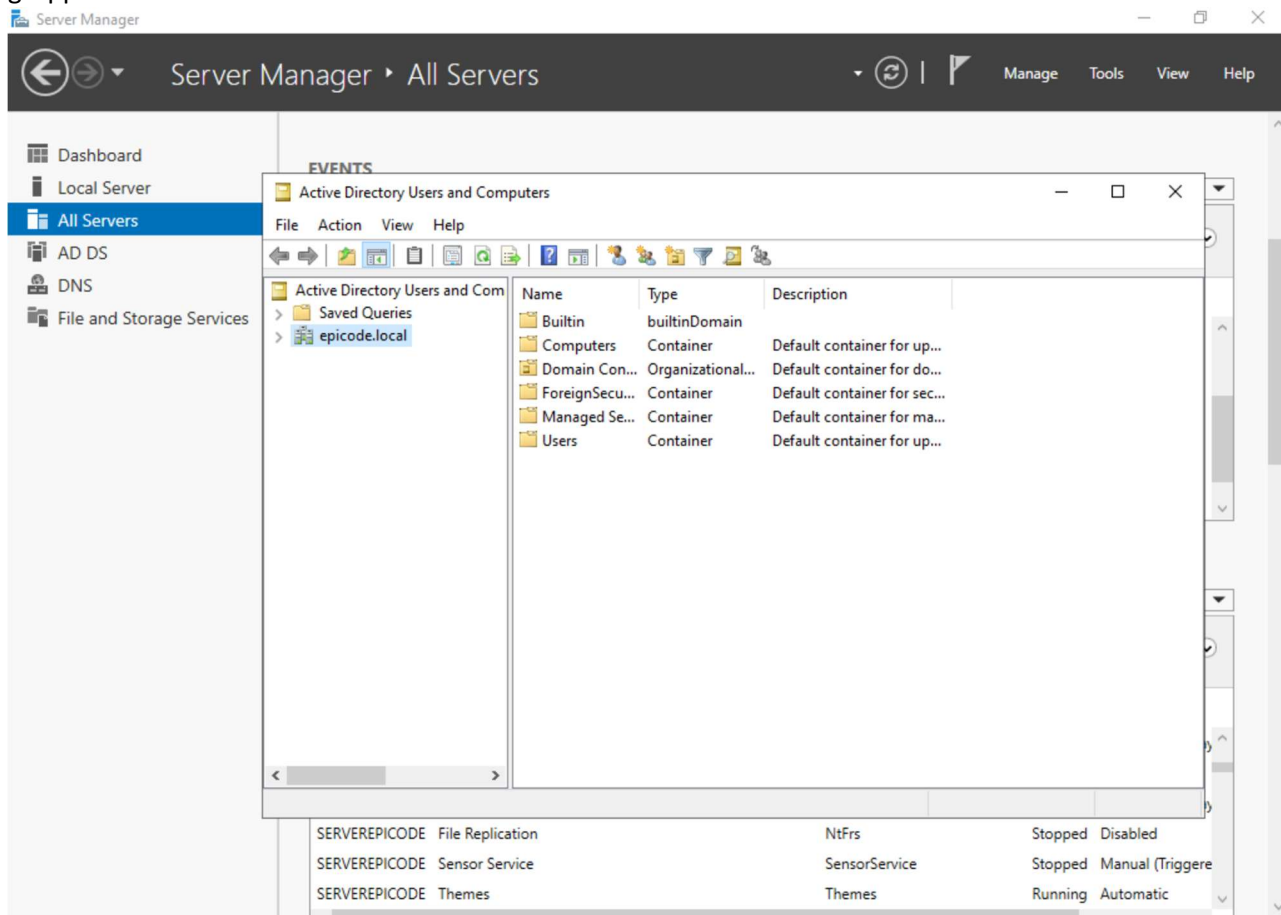 Server Manager
Server Manager ‣ All Servers
Manage Tools View Help
Dashboard
Local Server
All Servers
AD DS
DNS
File and Storage Services
EVENTS
Active Directory Users and Computers
File Action View Help
Active Directory Users and Com
Saved Queries
epicode.local
Name Type Description
Builtin builtinDomain
Computers Container Default container for up...
Domain Con... Organizational... Default container for do...
ForeignSecu... Container Default container for sec...
Managed Se... Container Default container for ma...
Users Container Default container for up...
SERVEREPICODE File Replication NtFrs Stopped Disabled
SERVEREPICODE Sensor Service SensorService Stopped Manual (Triggere
SERVEREPICODE Themes Themes Running Automatic